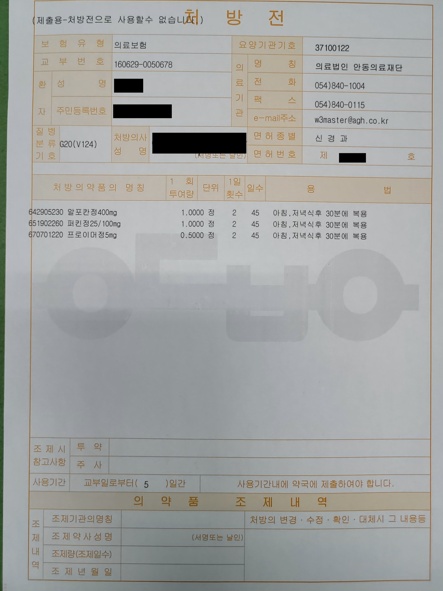 (제출용-처방전으로 사용할수 없습니다.)
처 방 전
보 험 유 형 의료보험 요양기관기호 37100122
교 부 번 호 160629-0050678 의료기관 명 칭 의료법인 안동의료재단
환자 성 명 전 화 054)840-1004
팩 스 054)840-0115
주민등록번호 e-mail주소 w3master@agh.co.kr
질병분류기호 G20(V124) 처방의사성 명 (서명또는 날인) 면허종별 신 경 과
면허번호 제 호
처 방 의 약 품 의 명 칭 1 회 투여량 단위 1일 횟수 일수 용 법
642905230 알포칸정400mg 1.0000 정 2 45 아침,저녁식후 30분에 복용
651902260 퍼킨정25/100mg 1.0000 정 2 45 아침,저녁식후 30분에 복용
670701220 프로이머정5mg 0.5000 정 2 45 아침,저녁식후 30분에 복용
조 제 시 참고사항 투 약
주 사
사용기간 교부일로부터( 5 )일간 사용기간내에 약국에 제출하여야 합니다.
의 약 품 조 제 내 역
조제내역 조제기관의명칭 처방의 변경·수정·확인·대체시 그 내용등
조제약사성명 (서명또는 날인)
조제량(조제일수)
조 제 년 월 일